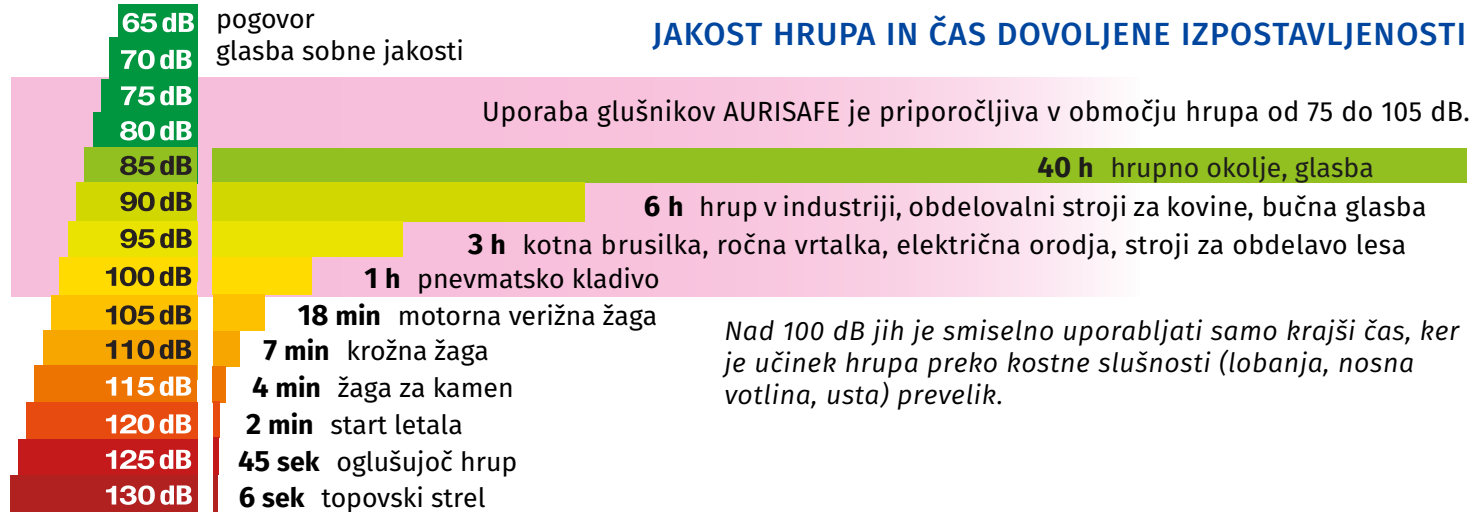 JAKOST HRUPA IN ČAS DOVOLJENE IZPOSTAVLJENOSTI
65 dB pogovor
70 dB glasba sobne jakosti
75 dB
Uporaba glušnikov AURISAFE je priporočljiva v območju hrupa od 75 do 105 dB.
80 dB
85 dB 40 h hrupno okolje, glasba
90 dB 6 h hrup v industriji, obdelovalni stroji za kovine, bučna glasba
95 dB 3 h kotna brusilka, ročna vrtalka, električna orodja, stroji za obdelavo lesa
100 dB 1 h pnevmatsko kladivo
105 dB 18 min motorna verižna žaga
110 dB 7 min krožna žaga
115 dB 4 min žaga za kamen
120 dB 2 min start letala
125 dB 45 sek oglušujoč hrup
130 dB 6 sek topovski strel
Nad 100 dB jih je smiselno uporabljati samo krajši čas, ker
je učinek hrupa preko kostne slušnosti (lobanja, nosna
votlina, usta) prevelik.